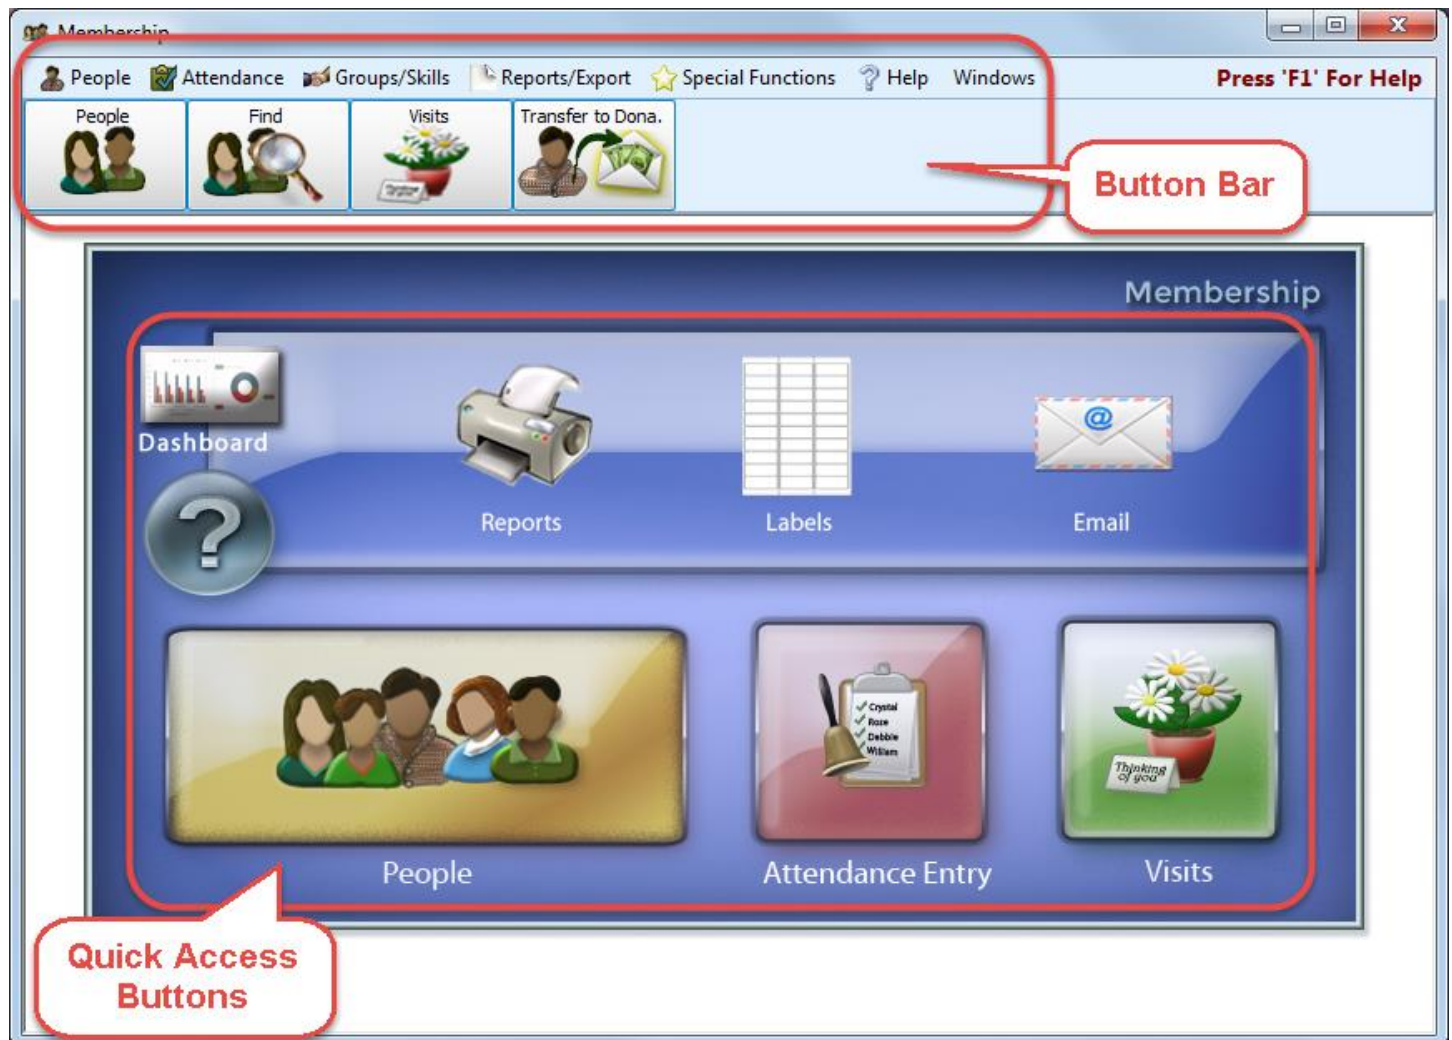 Membership
People Attendance Groups/Skills Reports/Export Special Functions Help Windows Press 'F1' For Help
People Find Visits Transfer to Dona.
Button Bar
Membership
Dashboard
?
@
Reports Labels Email
Crystal
Rose
Debbie
William
Thinking
of you
People Attendance Entry Visits
Quick Access
Buttons